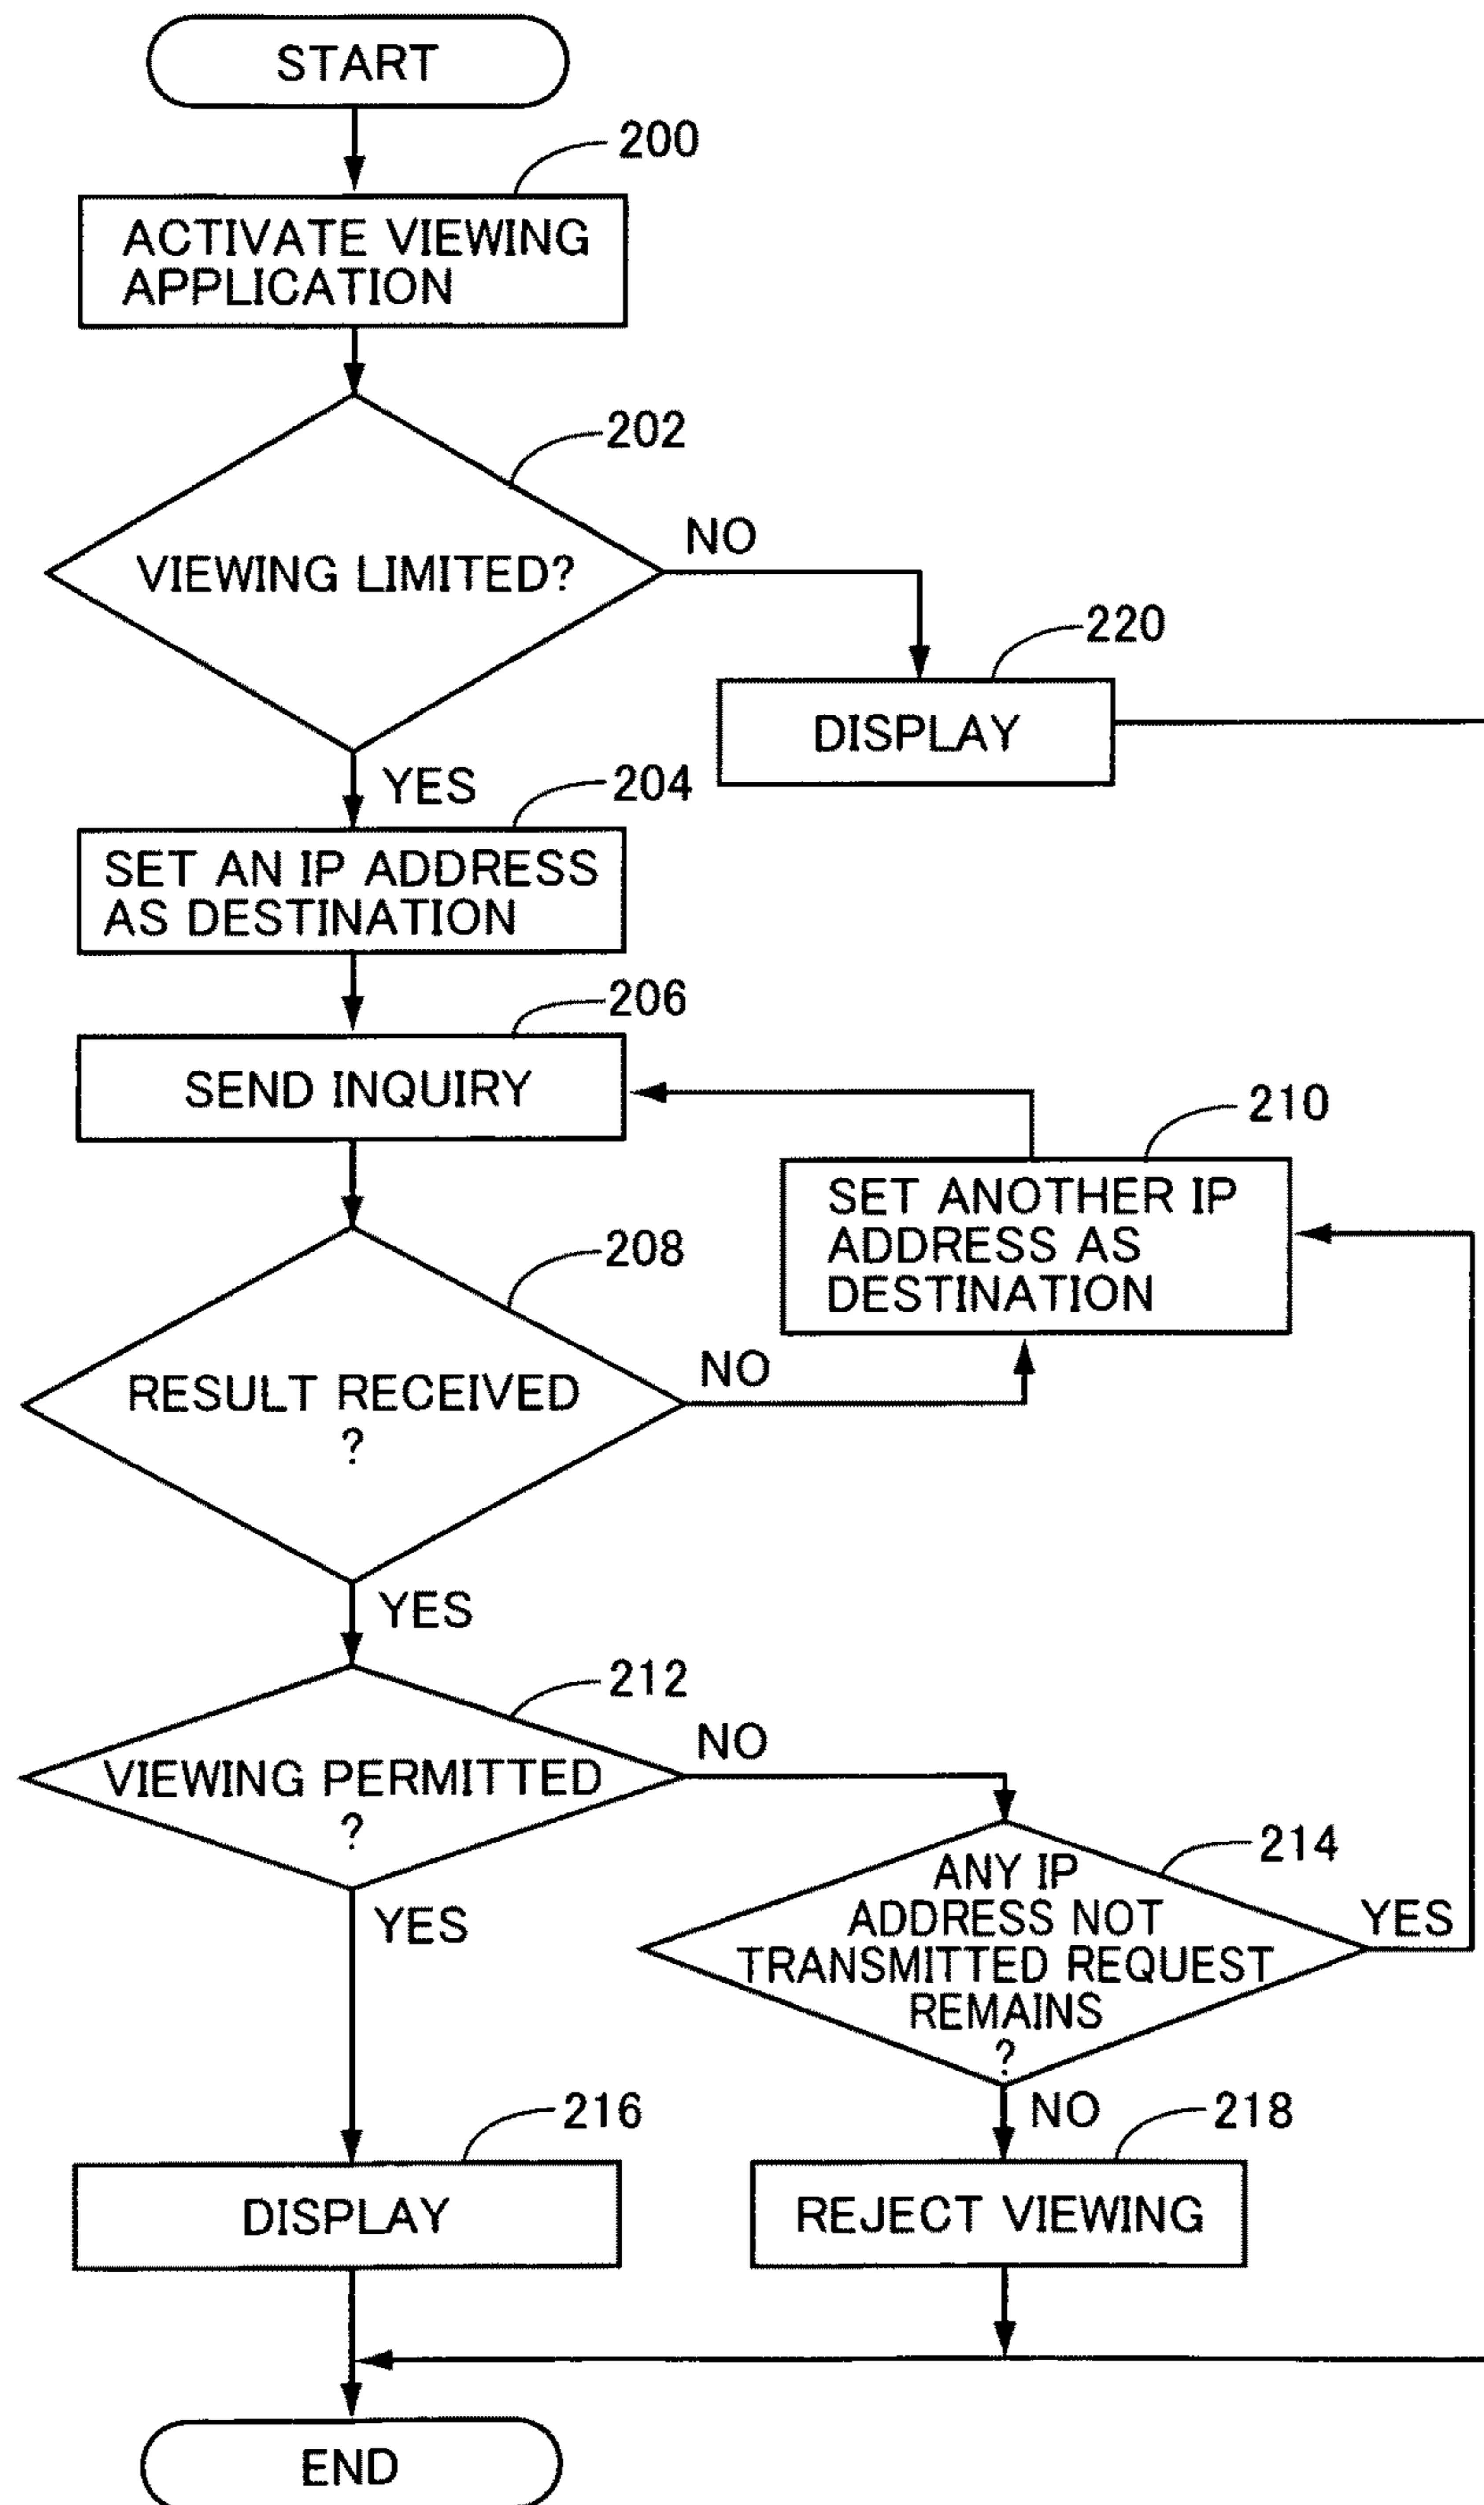 START
200
ACTIVATE VIEWING
APPLICATION
202
VIEWING LIMITED?
NO
220
DISPLAY
YES
204
SET AN IP ADDRESS
AS DESTINATION
206
SEND INQUIRY
210
SET ANOTHER IP
ADDRESS AS
DESTINATION
208
RESULT RECEIVED
?
NO
YES
212
VIEWING PERMITTED
?
NO
214
ANY IP
ADDRESS NOT
TRANSMITTED REQUEST
REMAINS
?
YES
YES
NO
216
DISPLAY
218
REJECT VIEWING
END